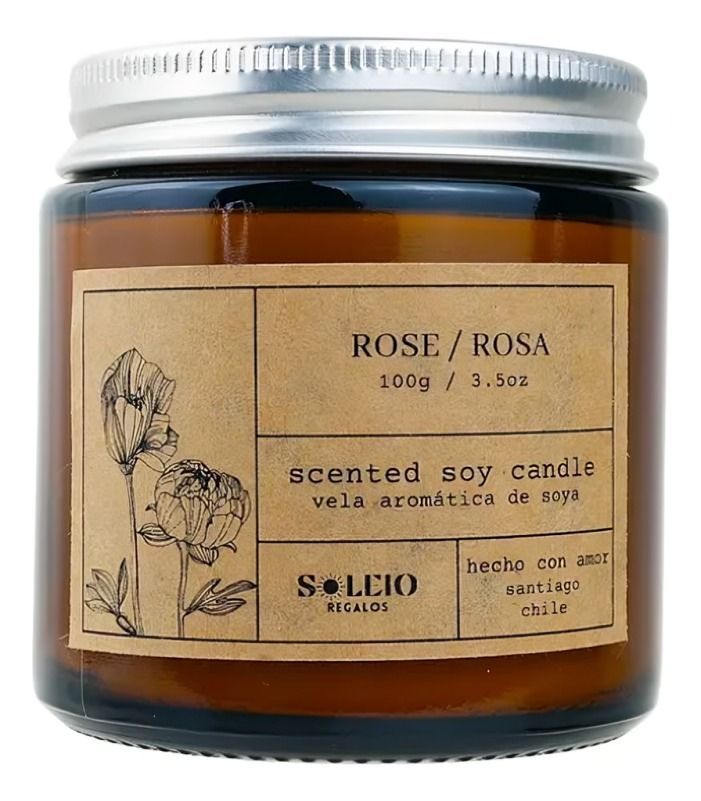 ROSE / ROSA
100g / 3.5oz
scented soy candle
vela aromática de soya
SOLEIO
REGALOS
hecho con amor
santiago
chile